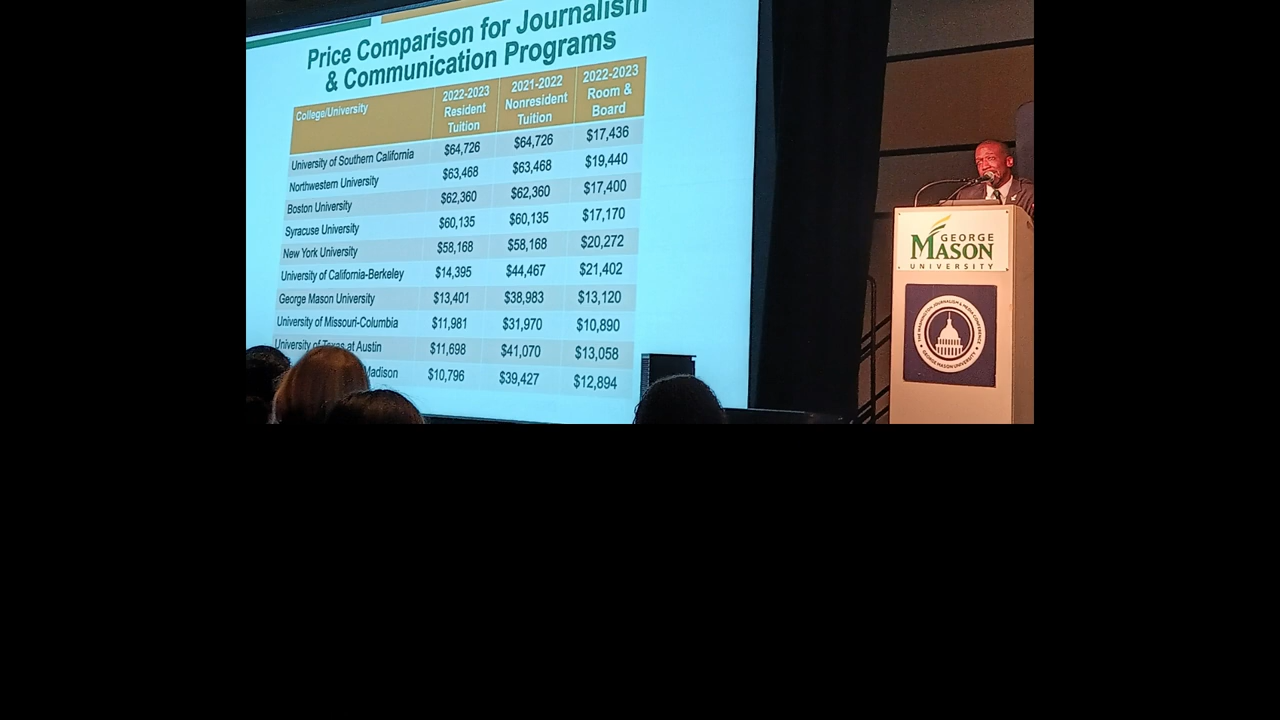 Price Comparison for Journalism
& Communication Programs
College/University 2022-2023 Resident Tuition 2021-2022 Nonresident Tuition 2022-2023 Room & Board
University of Southern California $64,726 $64,726 $17,436
Northwestern University $63,468 $63,468 $19,440
Boston University $62,360 $62,360 $17,400
Syracuse University $60,135 $60,135 $17,170
New York University $58,168 $58,168 $20,272
University of California-Berkeley $14,395 $44,467 $21,402
George Mason University $13,401 $38,983 $13,120
University of Missouri-Columbia $11,981 $31,970 $10,890
University of Texas at Austin $11,698 $41,070 $13,058
Madison $10,796 $39,427 $12,894
GEORGE
MASON
UNIVERSITY
THE WASHINGTON JOURNALISM & MEDIA CONFERENCE
GEORGE MASON UNIVERSITY